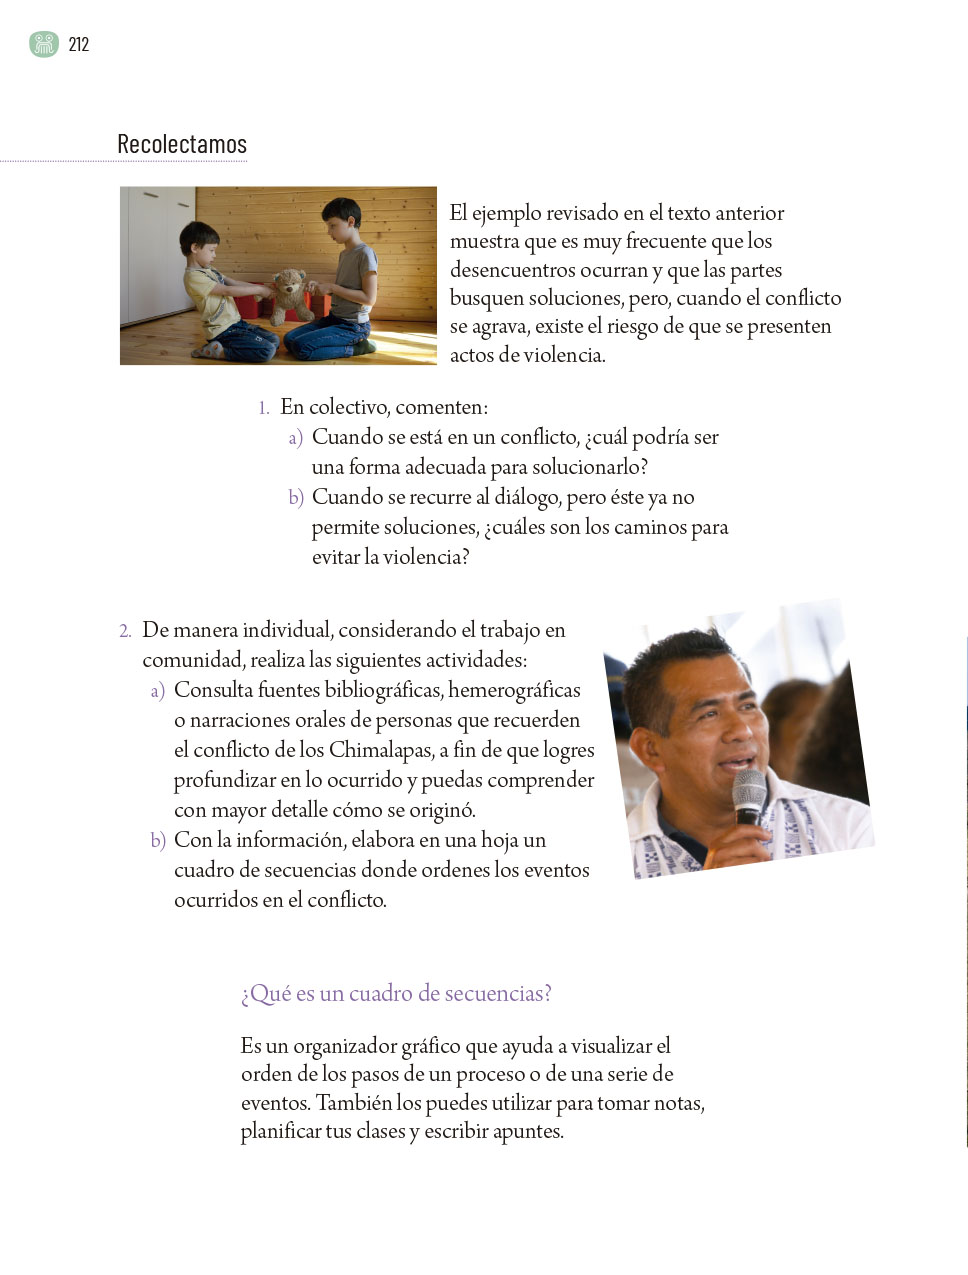 212
Recolectamos
El ejemplo revisado en el texto anterior
muestra que es muy frecuente que los
desencuentros ocurran y que las partes
busquen soluciones, pero, cuando el conflicto
se agrava, existe el riesgo de que se presenten
actos de violencia.
1. En colectivo, comenten:
a) Cuando se está en un conflicto, ¿cuál podría ser
una forma adecuada para solucionarlo?
b) Cuando se recurre al diálogo, pero éste ya no
permite soluciones, ¿cuáles son los caminos para
evitar la violencia?
2. De manera individual, considerando el trabajo en
comunidad, realiza las siguientes actividades:
a) Consulta fuentes bibliográficas, hemerográficas
o narraciones orales de personas que recuerden
el conflicto de los Chimalapas, a fin de que logres
profundizar en lo ocurrido y puedas comprender
con mayor detalle cómo se originó.
b) Con la información, elabora en una hoja un
cuadro de secuencias donde ordenes los eventos
ocurridos en el conflicto.
¿Qué es un cuadro de secuencias?
Es un organizador gráfico que ayuda a visualizar el
orden de los pasos de un proceso o de una serie de
eventos. También los puedes utilizar para tomar notas,
planificar tus clases y escribir apuntes.